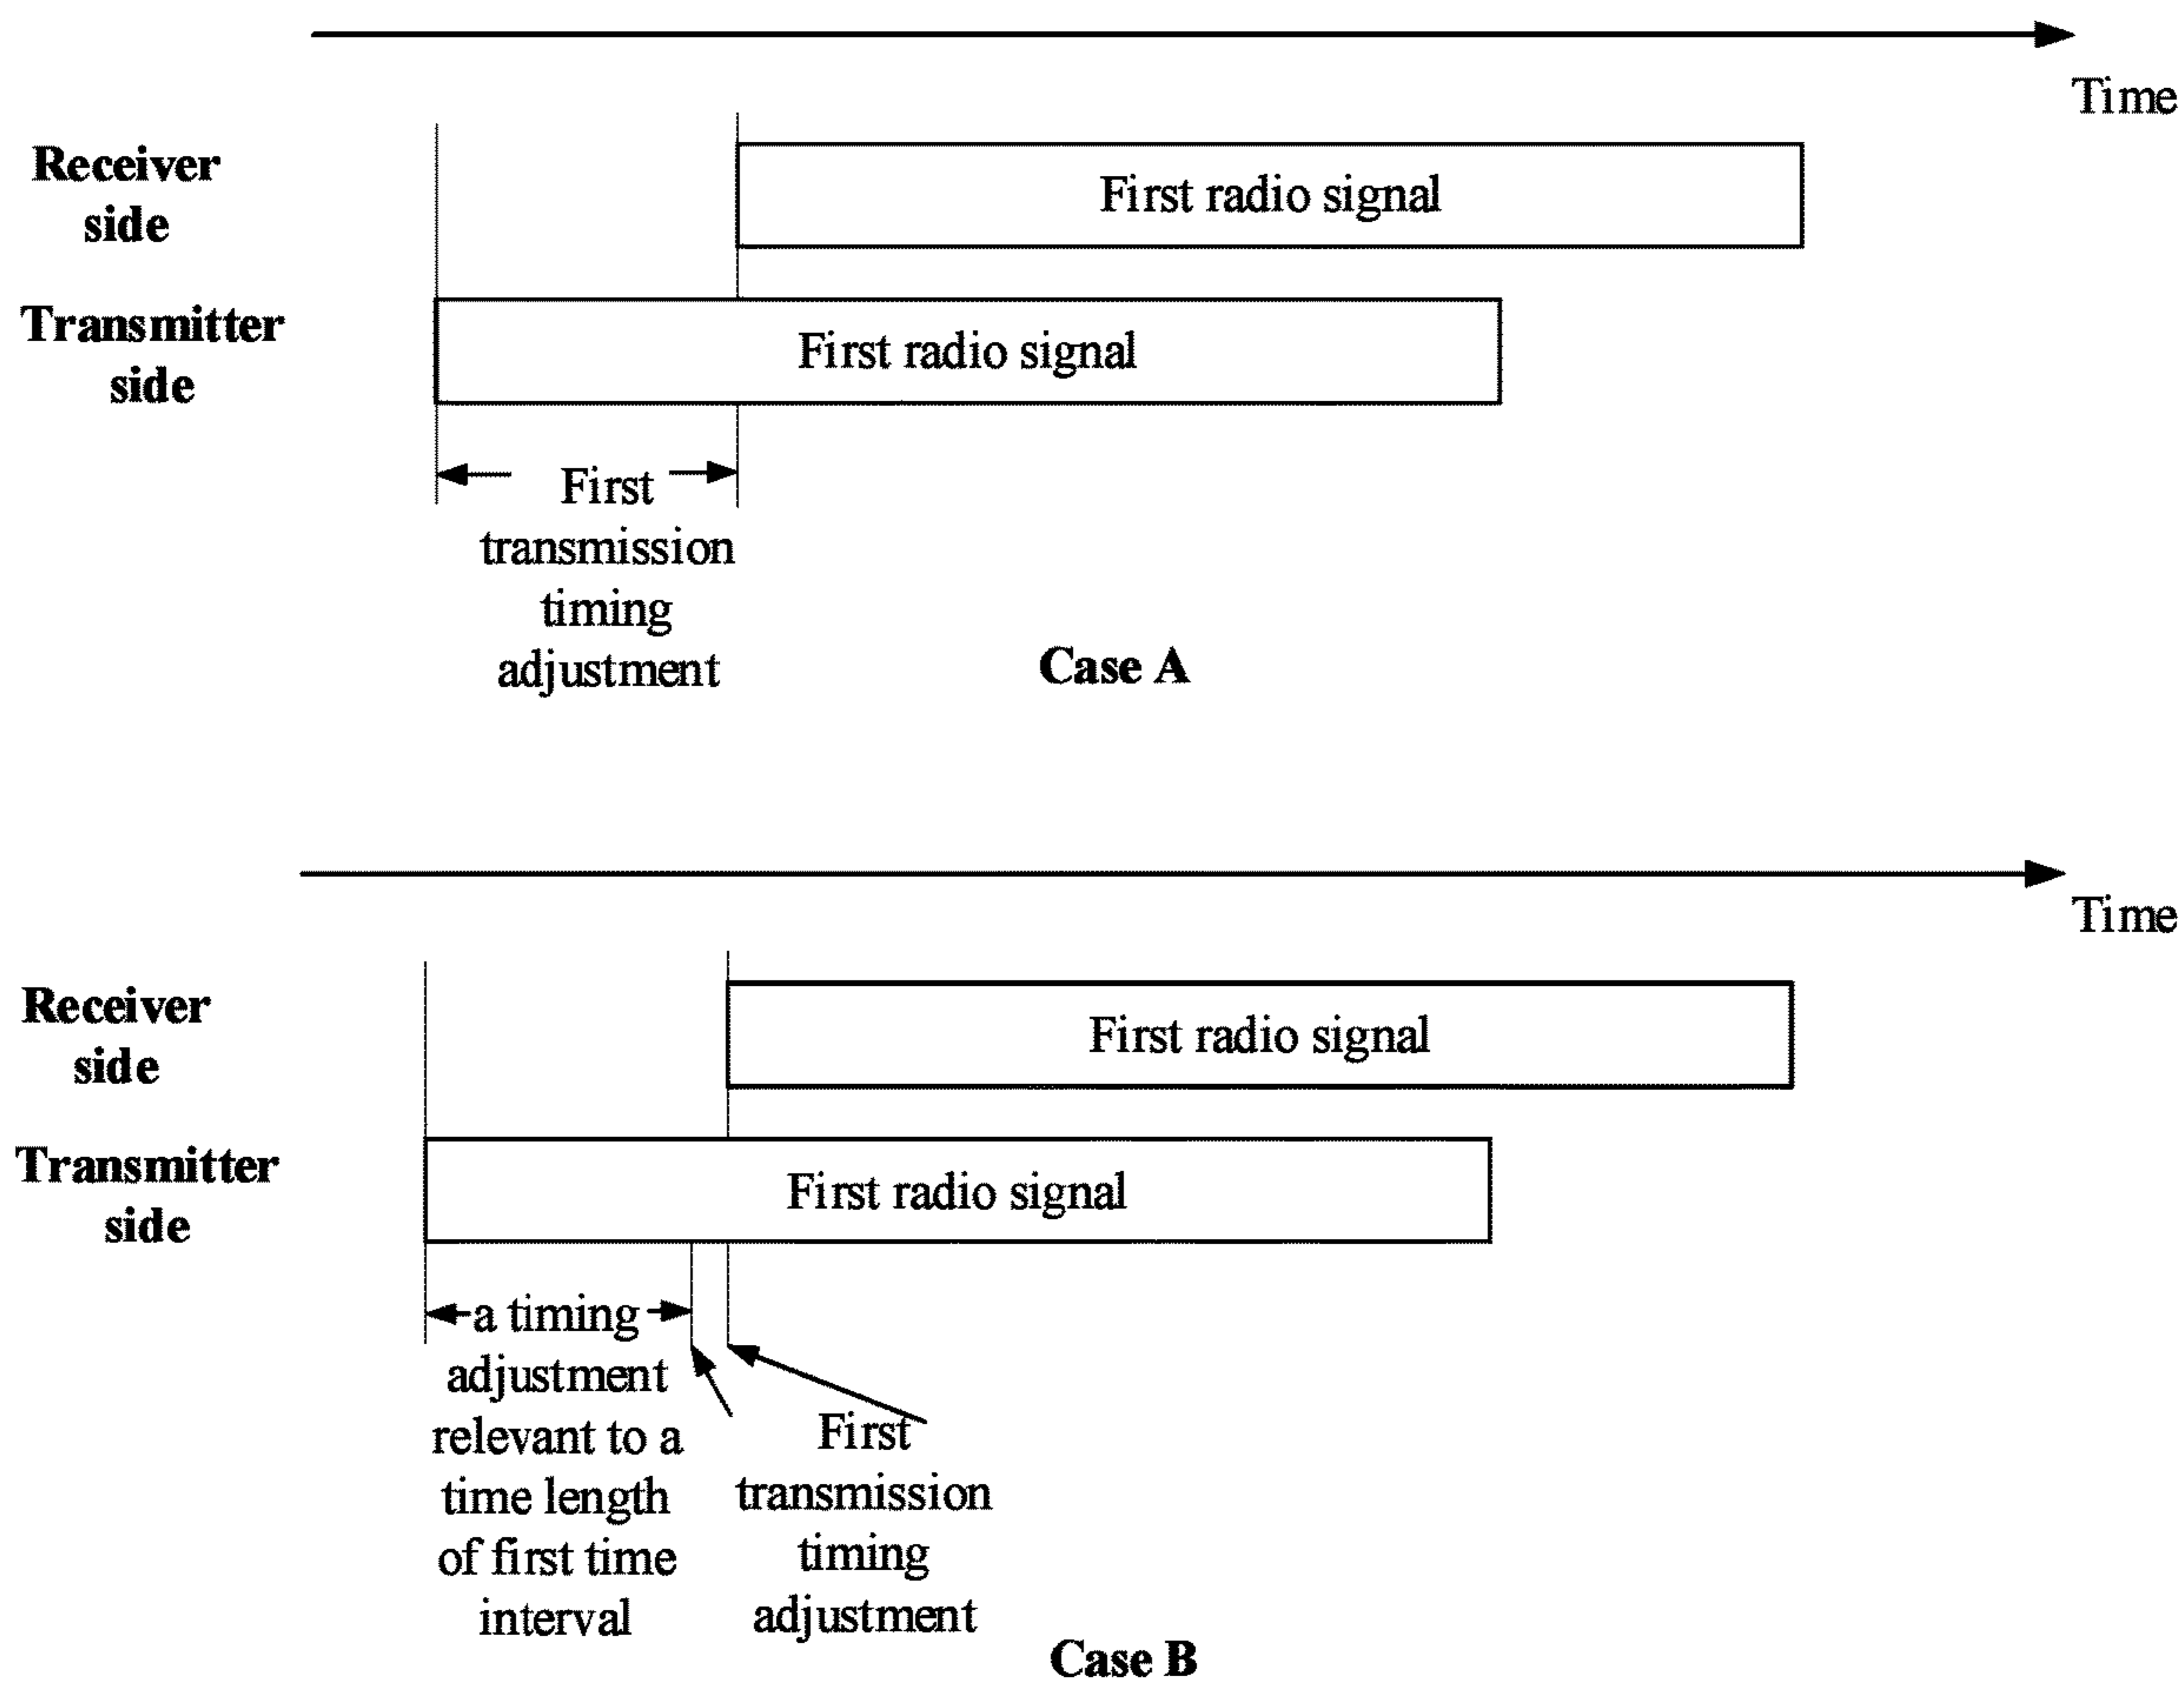 Time
Receiver
side
First radio signal
Transmitter
side
First radio signal
First
transmission
timing
adjustment
Case A
Time
Receiver
side
First radio signal
Transmitter
side
First radio signal
a timing
adjustment
relevant to a
time length
of first time
interval
First
transmission
timing
adjustment
Case B